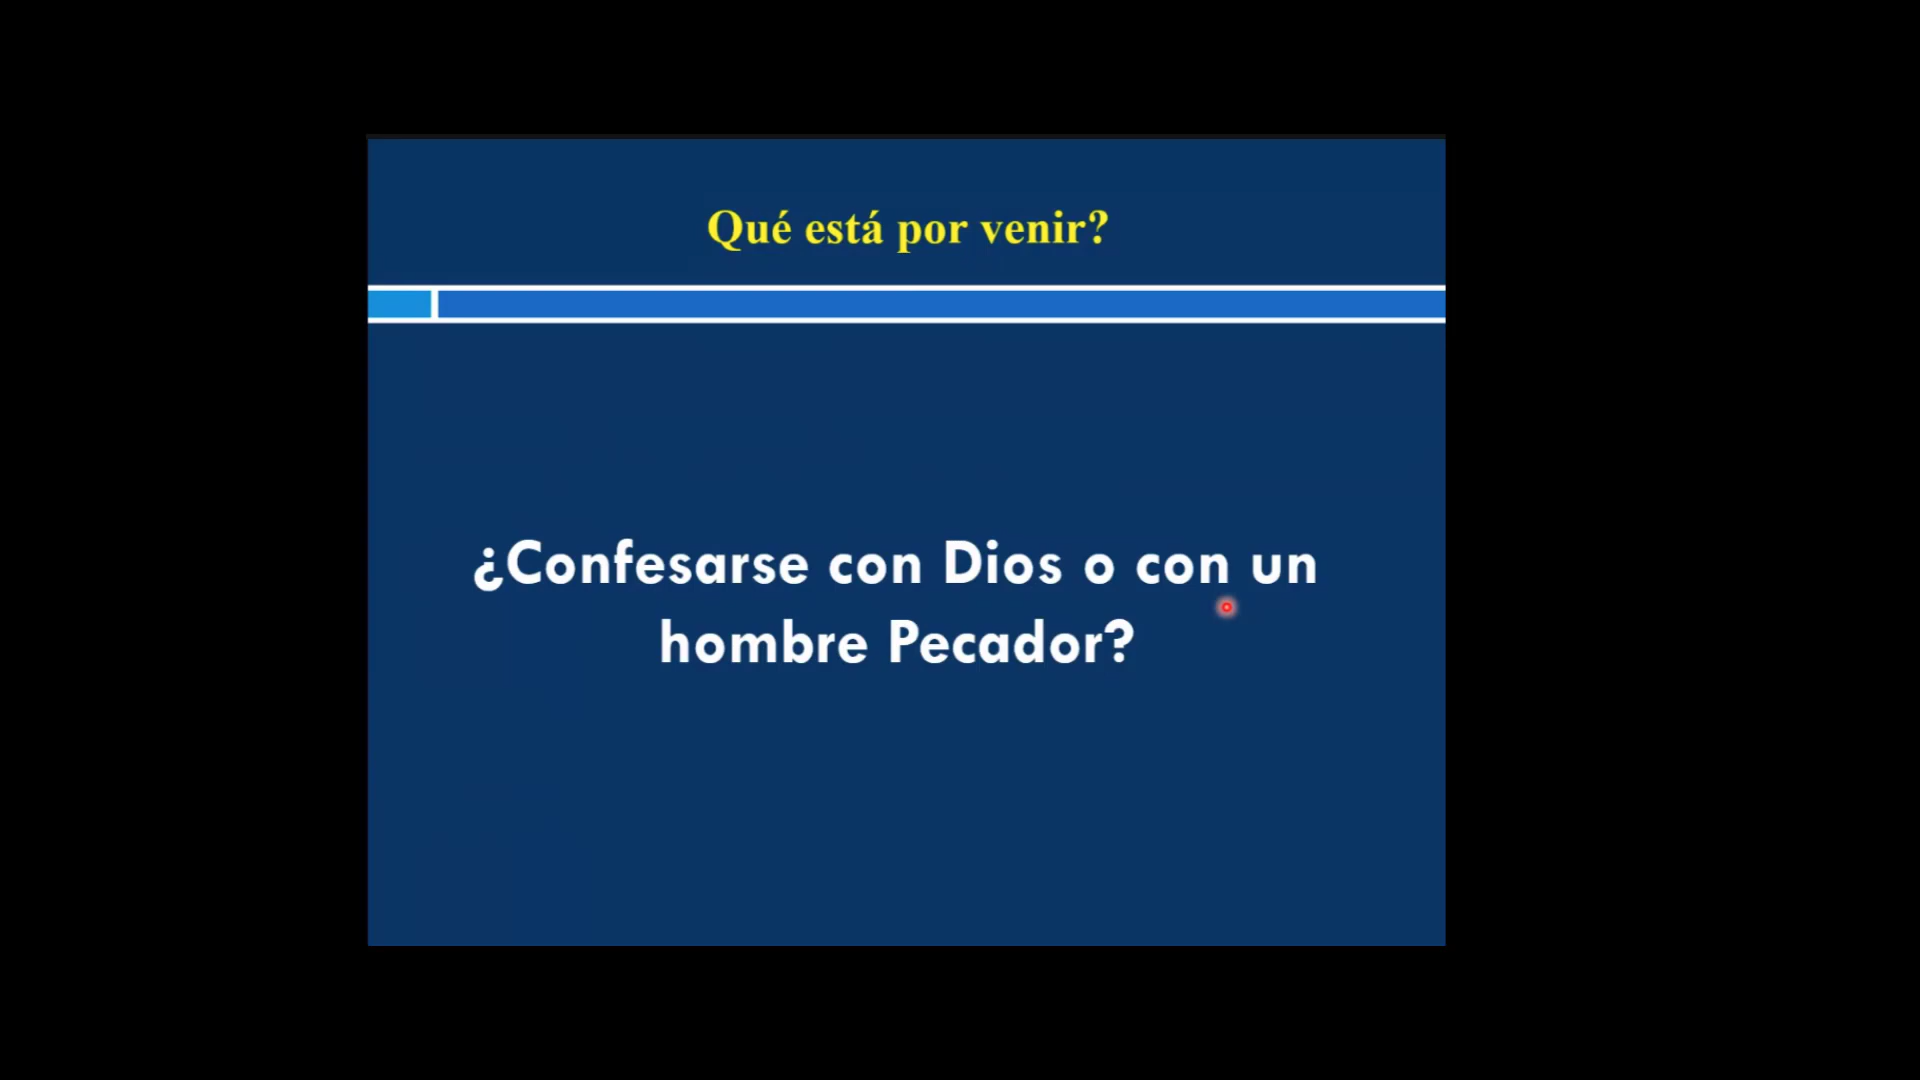 Qué está por venir?
¿Confesarse con Dios o con un
hombre Pecador?